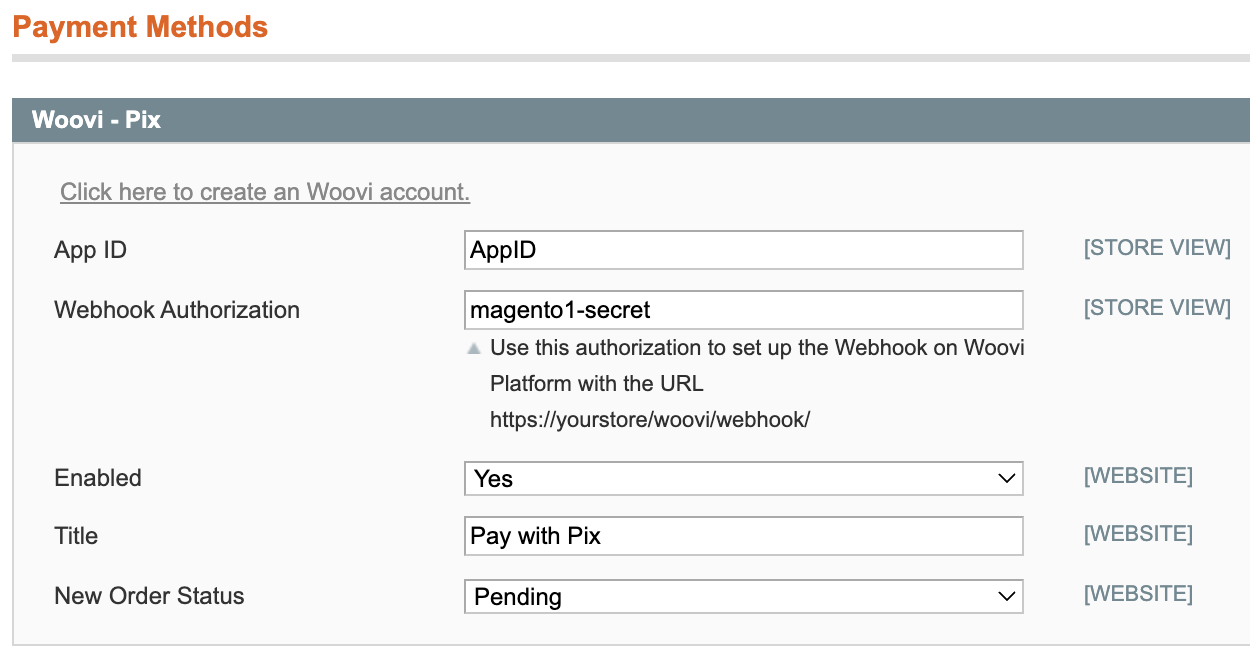 Payment Methods
Woovi - Pix
Click here to create an Woovi account.
App ID AppID [STORE VIEW]
Webhook Authorization magento1-secret [STORE VIEW]
Use this authorization to set up the Webhook on Woovi
Platform with the URL
https://yourstore/woovi/webhook/
Enabled Yes [WEBSITE]
Title Pay with Pix [WEBSITE]
New Order Status Pending [WEBSITE]